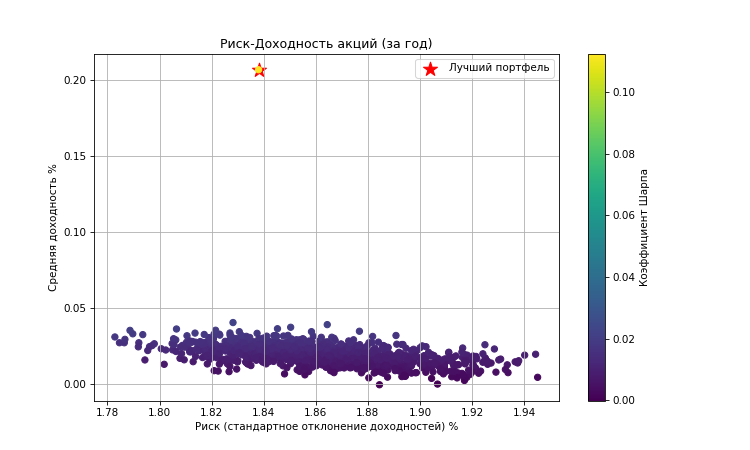 Риск-Доходность акций (за год)
Лучший портфель
0.20
0.15
0.10
0.05
0.00
Средняя доходность %
1.78 1.80 1.82 1.84 1.86 1.88 1.90 1.92 1.94
Риск (стандартное отклонение доходностей) %
0.10
0.08
0.06
0.04
0.02
0.00
Коэффициент Шарпа